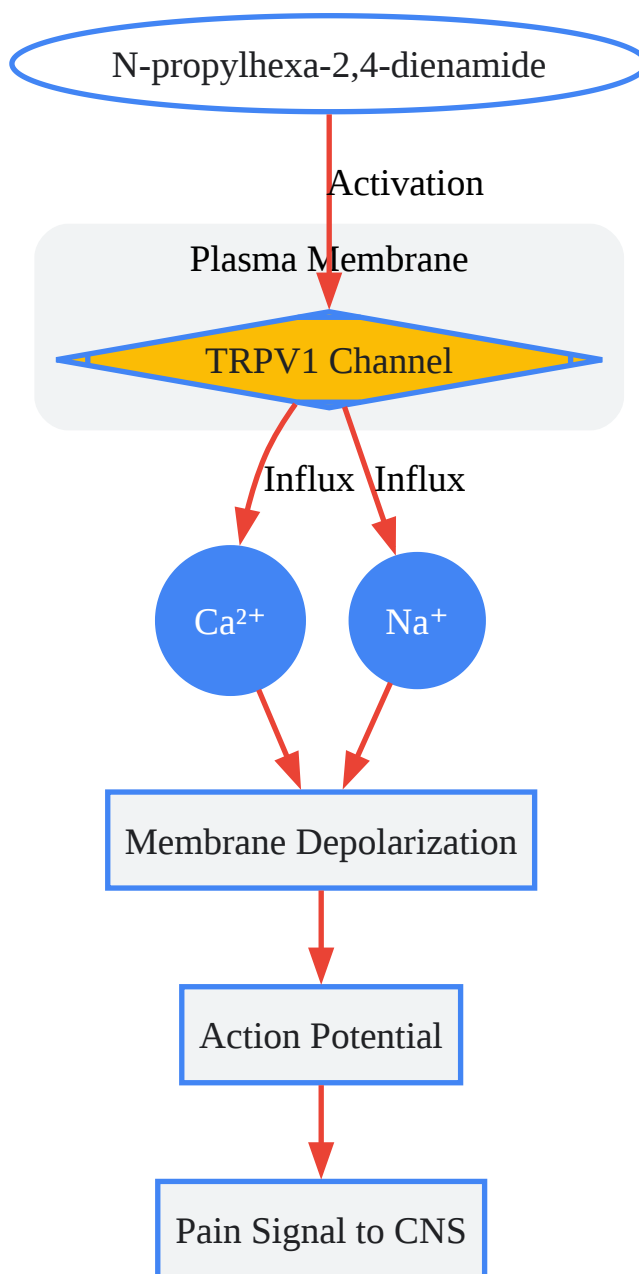 N-propylhexa-2,4-dienamide
Activation
Plasma Membrane
TRPV1 Channel
Influx Influx
Ca²⁺ Na⁺
Membrane Depolarization
Action Potential
Pain Signal to CNS